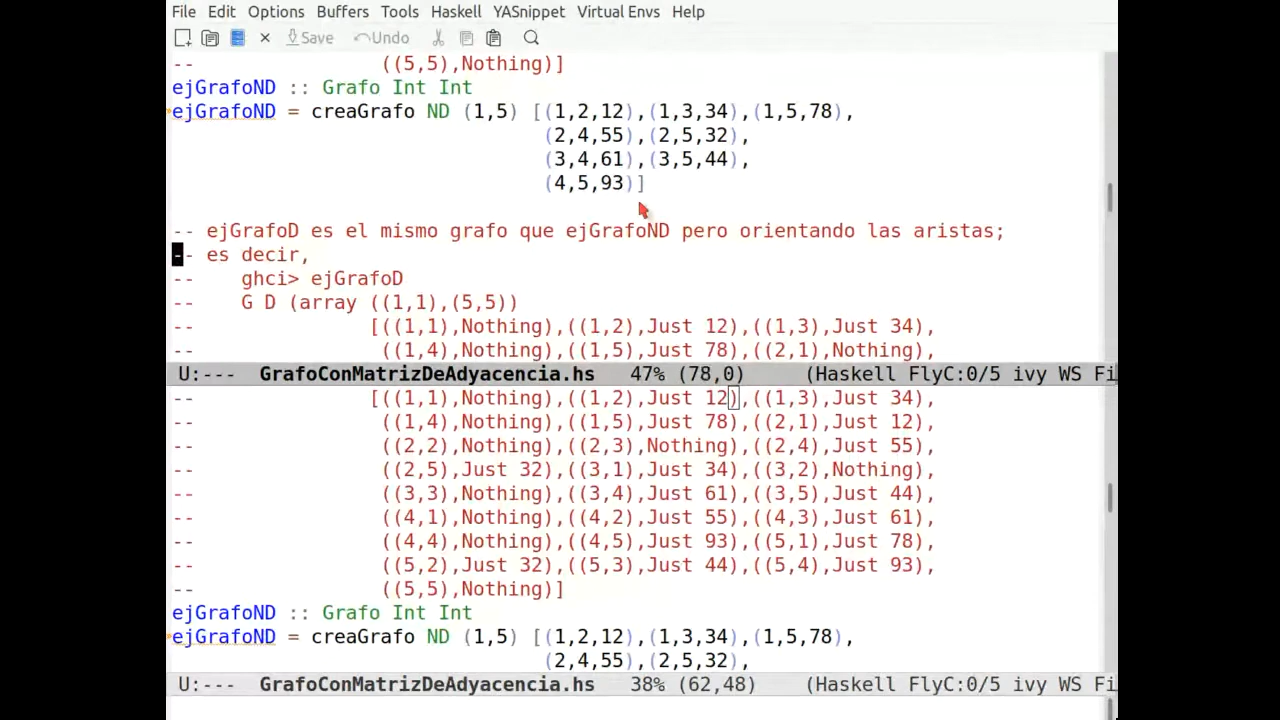 File Edit Options Buffers Tools Haskell YASnippet Virtual Envs Help
Save Undo
--                ((5,5),Nothing)]
ejGrafoND :: Grafo Int Int
ejGrafoND = creaGrafo ND (1,5) [(1,2,12),(1,3,34),(1,5,78),
                                (2,4,55),(2,5,32),
                                (3,4,61),(3,5,44),
                                (4,5,93)]
-- ejGrafoD es el mismo grafo que ejGrafoND pero orientando las aristas;
-- es decir,
--    ghci> ejGrafoD
--    G D (array ((1,1),(5,5))
--               [((1,1),Nothing),((1,2),Just 12),((1,3),Just 34),
--                ((1,4),Nothing),((1,5),Just 78),((2,1),Nothing),
U:--- GrafoConMatrizDeAdyacencia.hs 47% (78,0) (Haskell FlyC:0/5 ivy WS Fi
--               [((1,1),Nothing),((1,2),Just 12),((1,3),Just 34),
--                ((1,4),Nothing),((1,5),Just 78),((2,1),Just 12),
--                ((2,2),Nothing),((2,3),Nothing),((2,4),Just 55),
--                ((2,5),Just 32),((3,1),Just 34),((3,2),Nothing),
--                ((3,3),Nothing),((3,4),Just 61),((3,5),Just 44),
--                ((4,1),Nothing),((4,2),Just 55),((4,3),Just 61),
--                ((4,4),Nothing),((4,5),Just 93),((5,1),Just 78),
--                ((5,2),Just 32),((5,3),Just 44),((5,4),Just 93),
--                ((5,5),Nothing)]
ejGrafoND :: Grafo Int Int
ejGrafoND = creaGrafo ND (1,5) [(1,2,12),(1,3,34),(1,5,78),
                                (2,4,55),(2,5,32),
U:--- GrafoConMatrizDeAdyacencia.hs 38% (62,48) (Haskell FlyC:0/5 ivy WS Fi